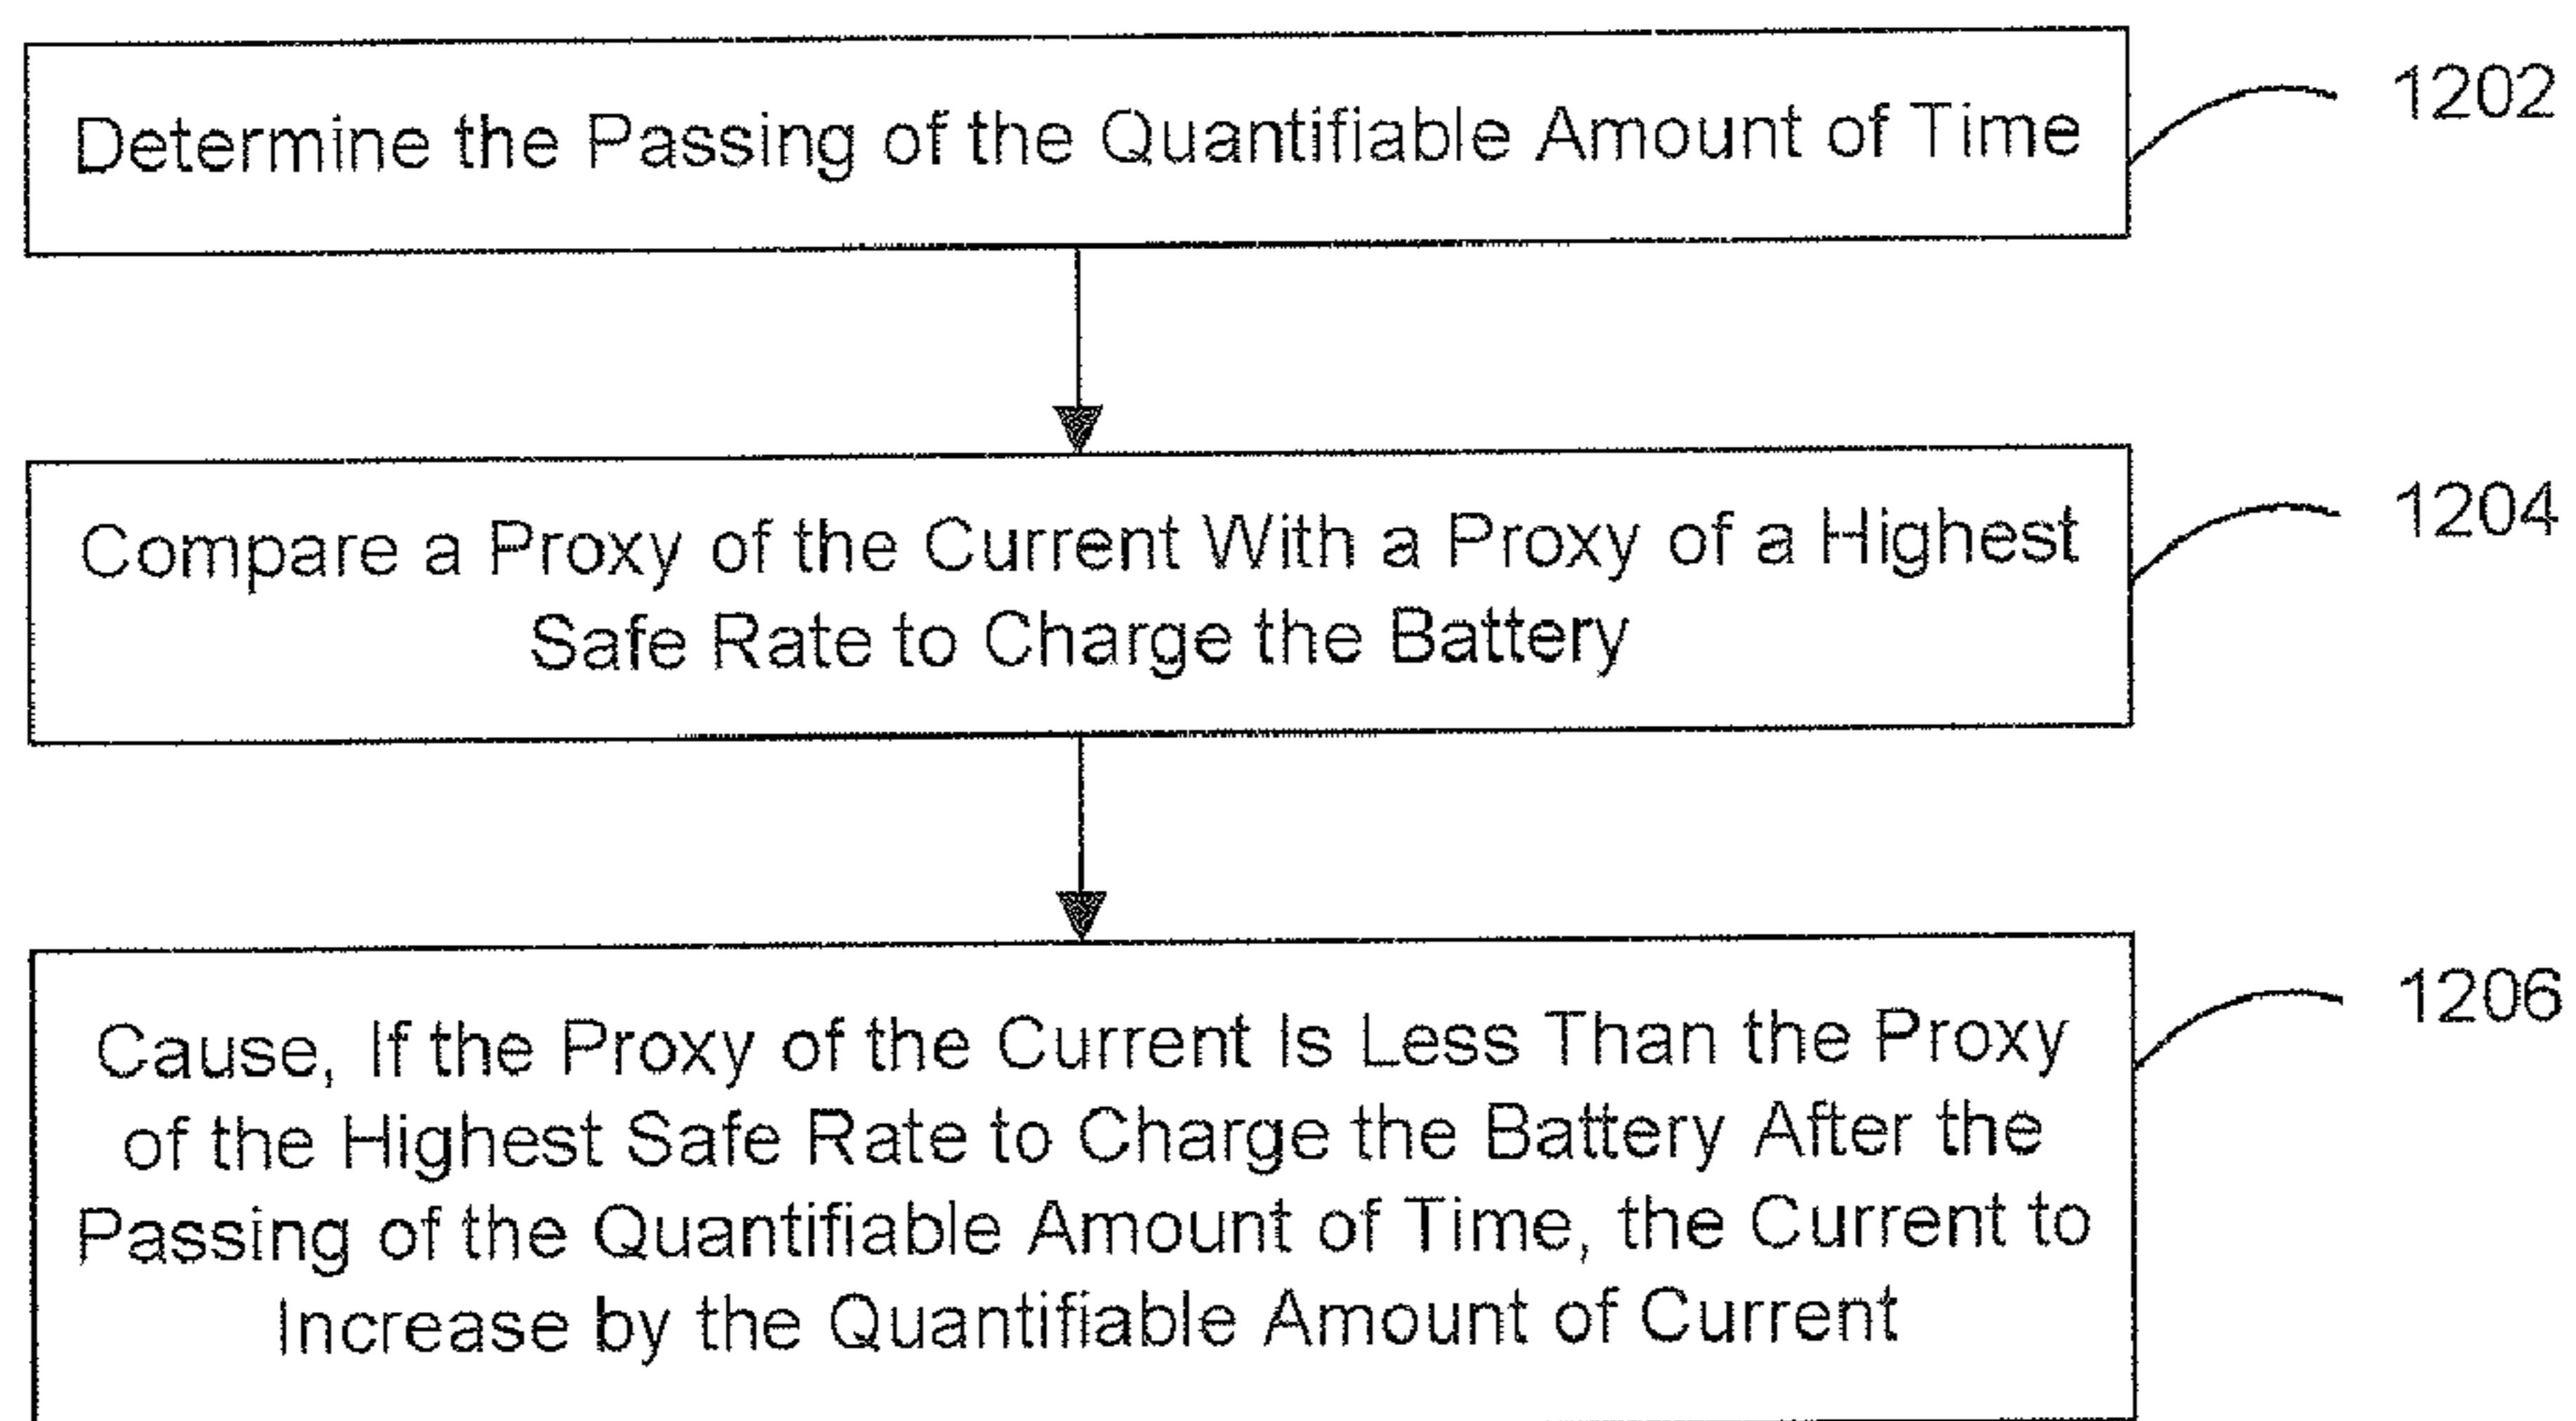 Determine the Passing of the Quantifiable Amount of Time
1202
Compare a Proxy of the Current With a Proxy of a Highest
Safe Rate to Charge the Battery
1204
Cause, If the Proxy of the Current Is Less Than the Proxy
of the Highest Safe Rate to Charge the Battery After the
Passing of the Quantifiable Amount of Time, the Current to
Increase by the Quantifiable Amount of Current
1206